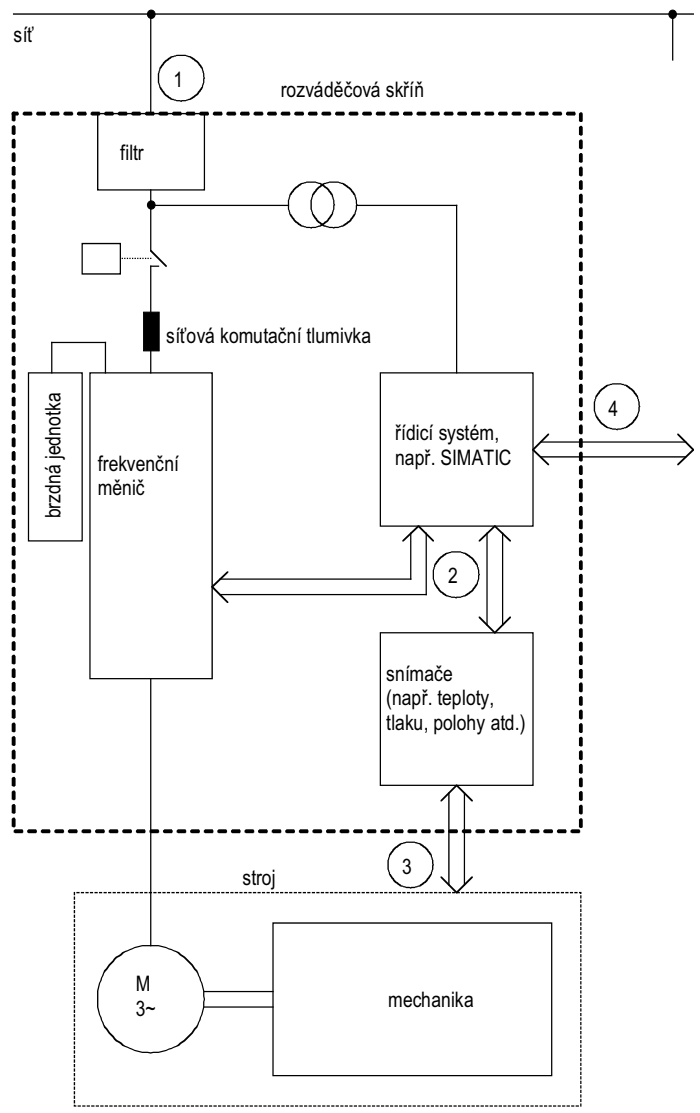 síť
1
rozváděčová skříň
filtr
síťová komutační tlumivka
brzdná jednotka
frekvenční
měnič
řídicí systém,
např. SIMATIC
4
2
snímače
(např. teploty,
tlaku, polohy atd.)
3
stroj
M
3~
mechanika